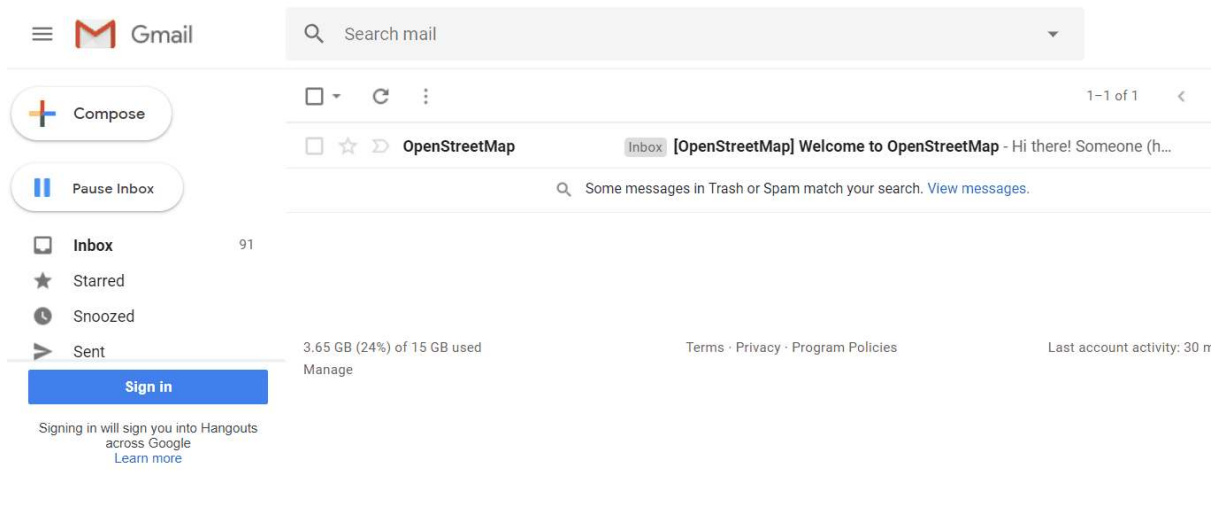 Gmail
Search mail
Compose
1–1 of 1
OpenStreetMap Inbox [OpenStreetMap] Welcome to OpenStreetMap - Hi there! Someone (h...
Pause Inbox
Some messages in Trash or Spam match your search. View messages.
Inbox 91
Starred
Snoozed
Sent
3.65 GB (24%) of 15 GB used
Manage
Terms · Privacy · Program Policies
Last account activity: 30 m
Sign in
Signing in will sign you into Hangouts
across Google
Learn more